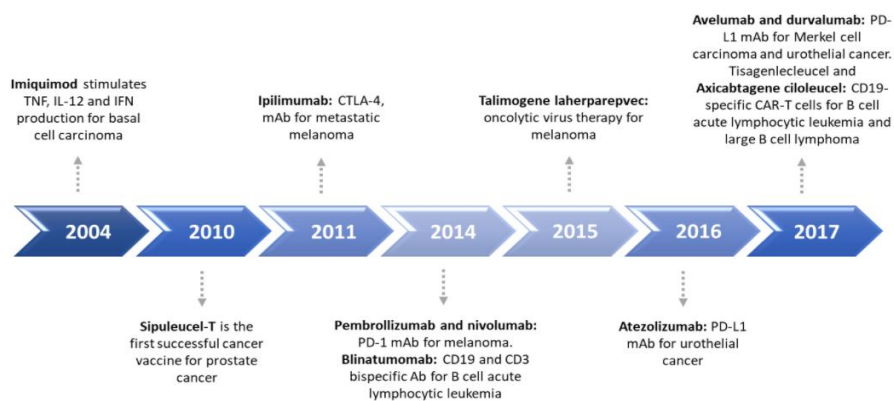 Imiquimod stimulates
TNF, IL-12 and IFN
production for basal
cell carcinoma
Ipilimumab: CTLA-4,
mAb for metastatic
melanoma
Talimogene laherparepvec:
oncolytic virus therapy for
melanoma
Avelumab and durvalumab: PD-
L1 mAb for Merkel cell
carcinoma and urothelial cancer.
Tisagenlecleucel and
Axicabtagene ciloleucel: CD19-
specific CAR-T cells for B cell
acute lymphocytic leukemia and
large B cell lymphoma
2004
2010
2011
2014
2015
2016
2017
Sipuleucel-T is the
first successful cancer
vaccine for prostate
cancer
Pembrollizumab and nivolumab:
PD-1 mAb for melanoma.
Blinatumomab: CD19 and CD3
bispecific Ab for B cell acute
lymphocytic leukemia
Atezolizumab: PD-L1
mAb for urothelial
cancer